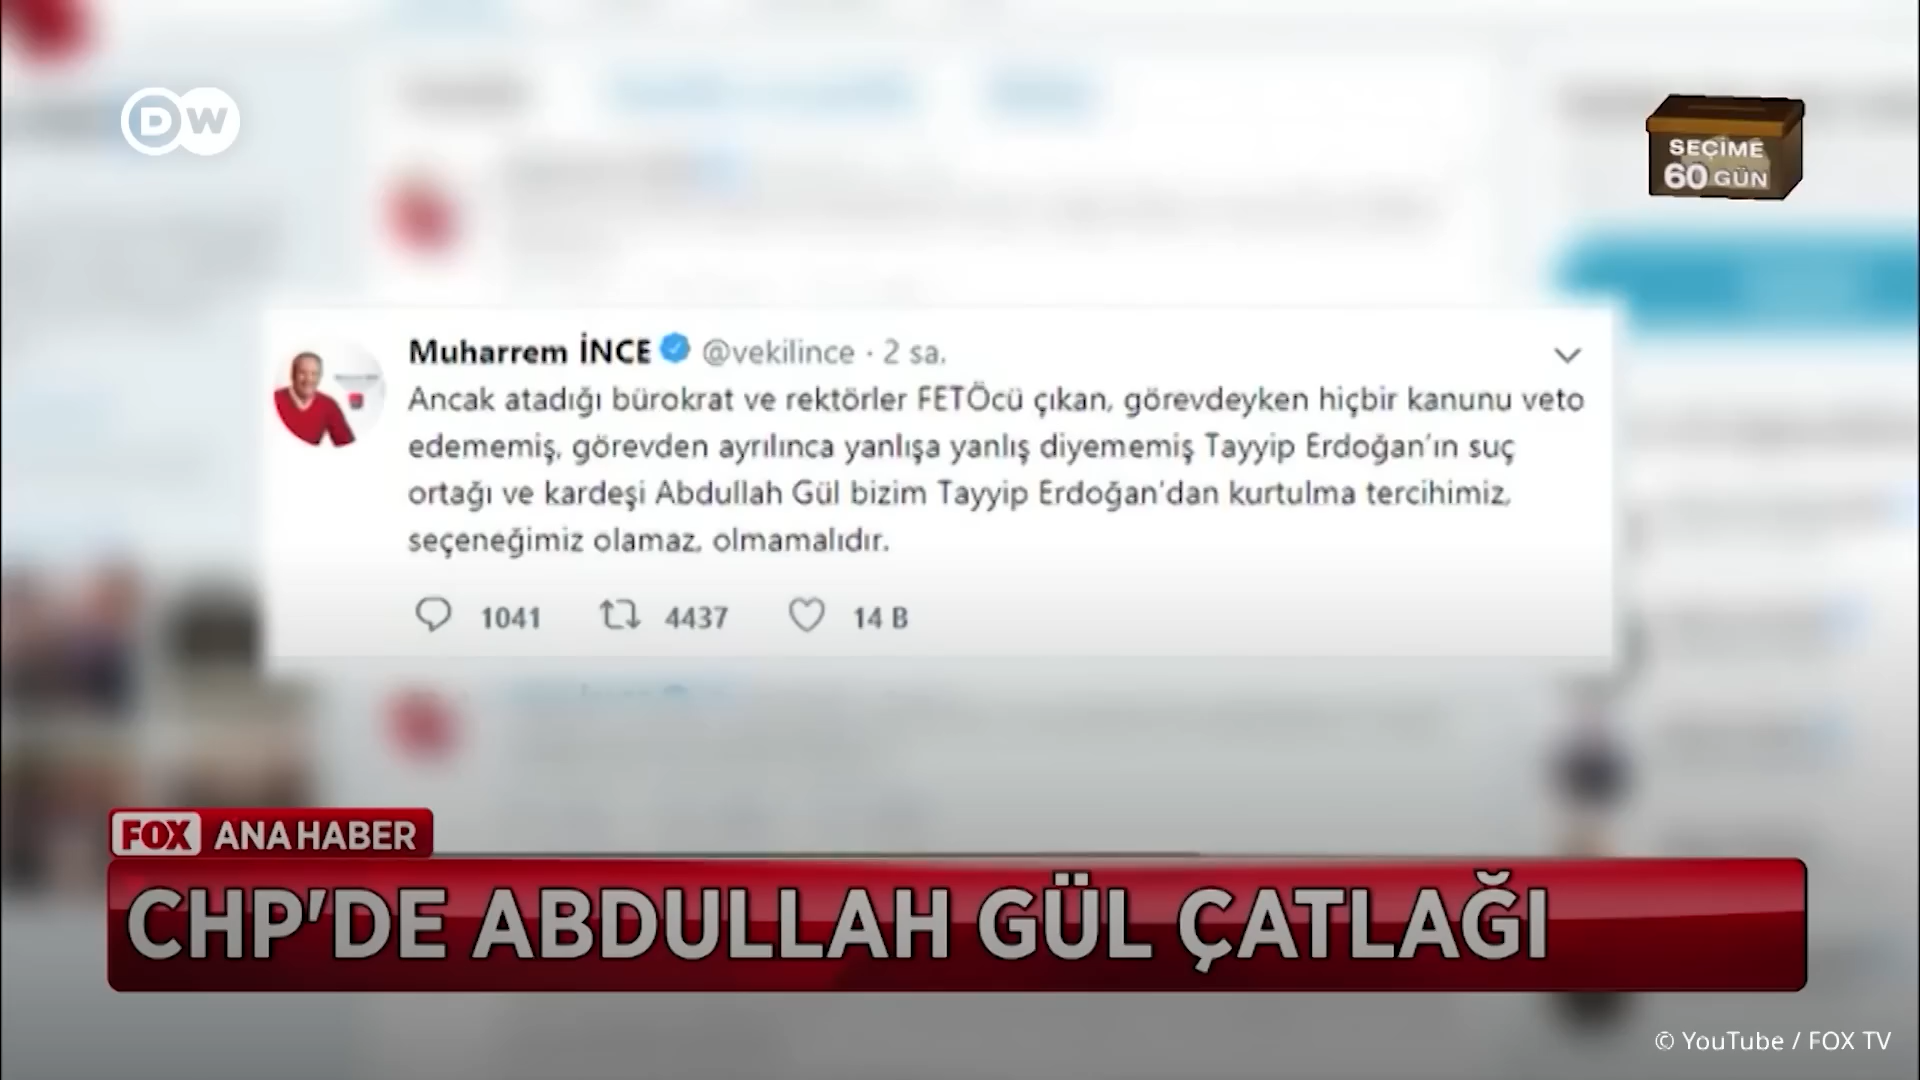 DW
SEÇİME
60 GÜN
Muharrem İNCE @vekilince · 2 sa.
Ancak atadığı bürokrat ve rektörler FETÖcü çıkan, görevdeyken hiçbir kanunu veto
edememiş, görevden ayrılınca yanlışa yanlış diyememiş Tayyip Erdoğan'ın suç
ortağı ve kardeşi Abdullah Gül bizim Tayyip Erdoğan'dan kurtulma tercihimiz,
seçeneğimiz olamaz, olmamalıdır.
1041 4437 14 B
FOX ANA HABER
CHP'DE ABDULLAH GÜL ÇATLAĞI
© YouTube / FOX TV